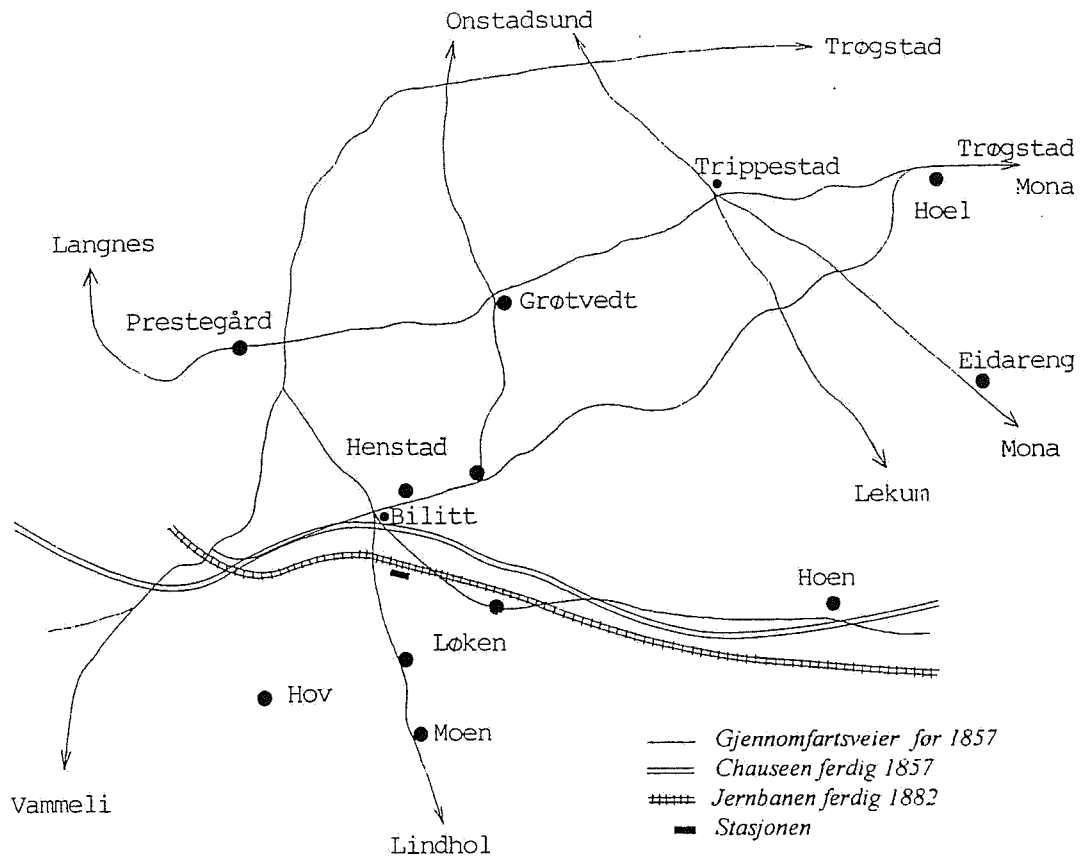 Onstadsund
Trøgstad
Trippestad
Trøgstad
Mona
Hoel
Langnes
Prestegård
Grøtvedt
Eidareng
Mona
Henstad
Lekum
Bilitt
Hoen
Løken
Hov
Moen
Vammeli
Lindhol
Gjennomfartsveier før 1857
Chauseen ferdig 1857
Jernbanen ferdig 1882
Stasjonen